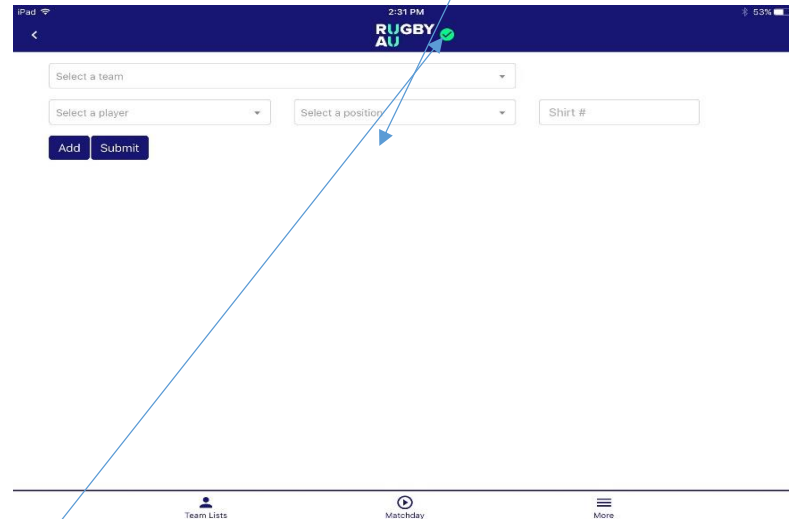 iPad 2:31 PM 53%
RUGBY
AU
Select a team
Select a player Select a position Shirt #
Add Submit
Team Lists Matchday More